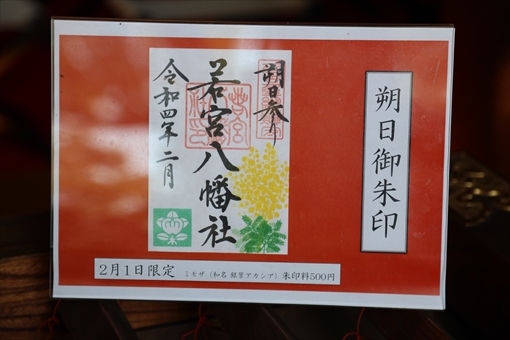 朔日御朱印
朔日参り
若宮八幡社
令和四年二月
2月1日限定 ミモザ (和名 銀葉アカシア) 朱印料500円